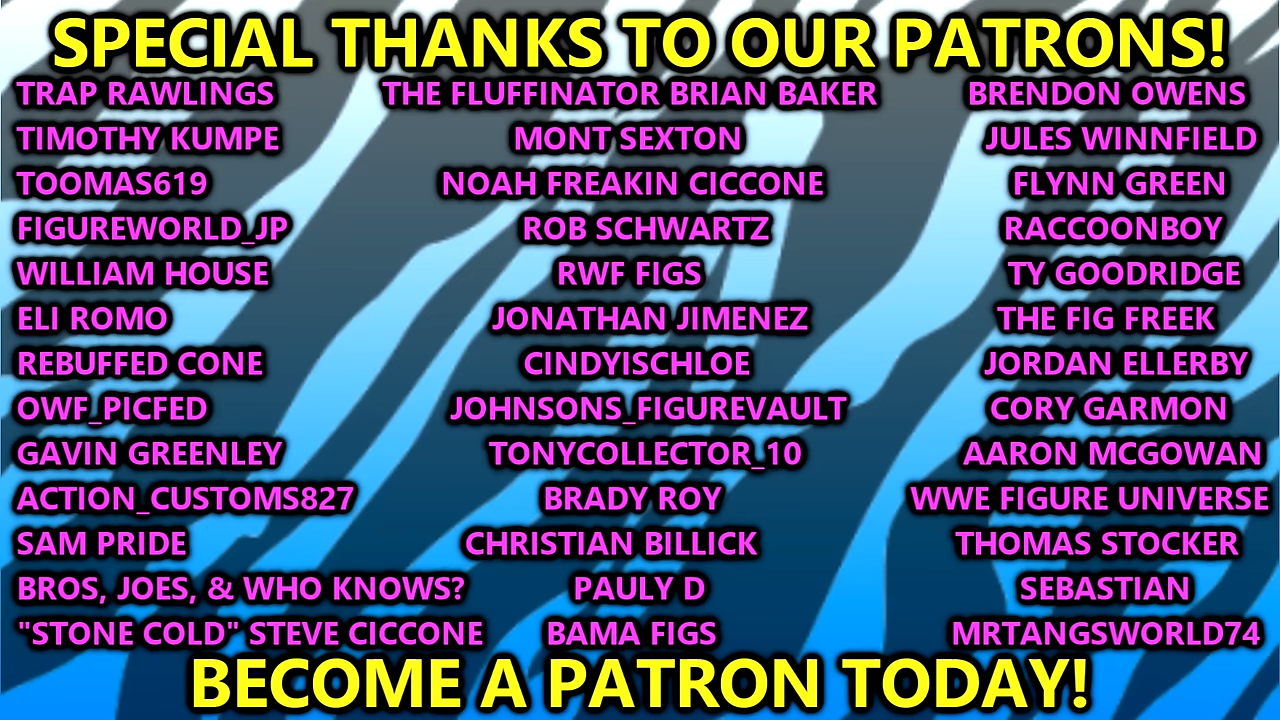 SPECIAL THANKS TO OUR PATRONS!
TRAP RAWLINGS THE FLUFFINATOR BRIAN BAKER BRENDON OWENS
TIMOTHY KUMPE MONT SEXTON JULES WINNFIELD
TOOMAS619 NOAH FREAKIN CICCONE FLYNN GREEN
FIGUREWORLD_JP ROB SCHWARTZ RACCOONBOY
WILLIAM HOUSE RWF FIGS TY GOODRIDGE
ELI ROMO JONATHAN JIMENEZ THE FIG FREEK
REBUFFED CONE CINDYISCHLOE JORDAN ELLERBY
OWF_PICFED JOHNSONS_FIGUREVAULT CORY GARMON
GAVIN GREENLEY TONYCOLLECTOR_10 AARON MCGOWAN
ACTION_CUSTOMS827 BRADY ROY WWE FIGURE UNIVERSE
SAM PRIDE CHRISTIAN BILLICK THOMAS STOCKER
BROS, JOES, & WHO KNOWS? PAULY D SEBASTIAN
"STONE COLD" STEVE CICCONE BAMA FIGS MRTANGSWORLD74
BECOME A PATRON TODAY!